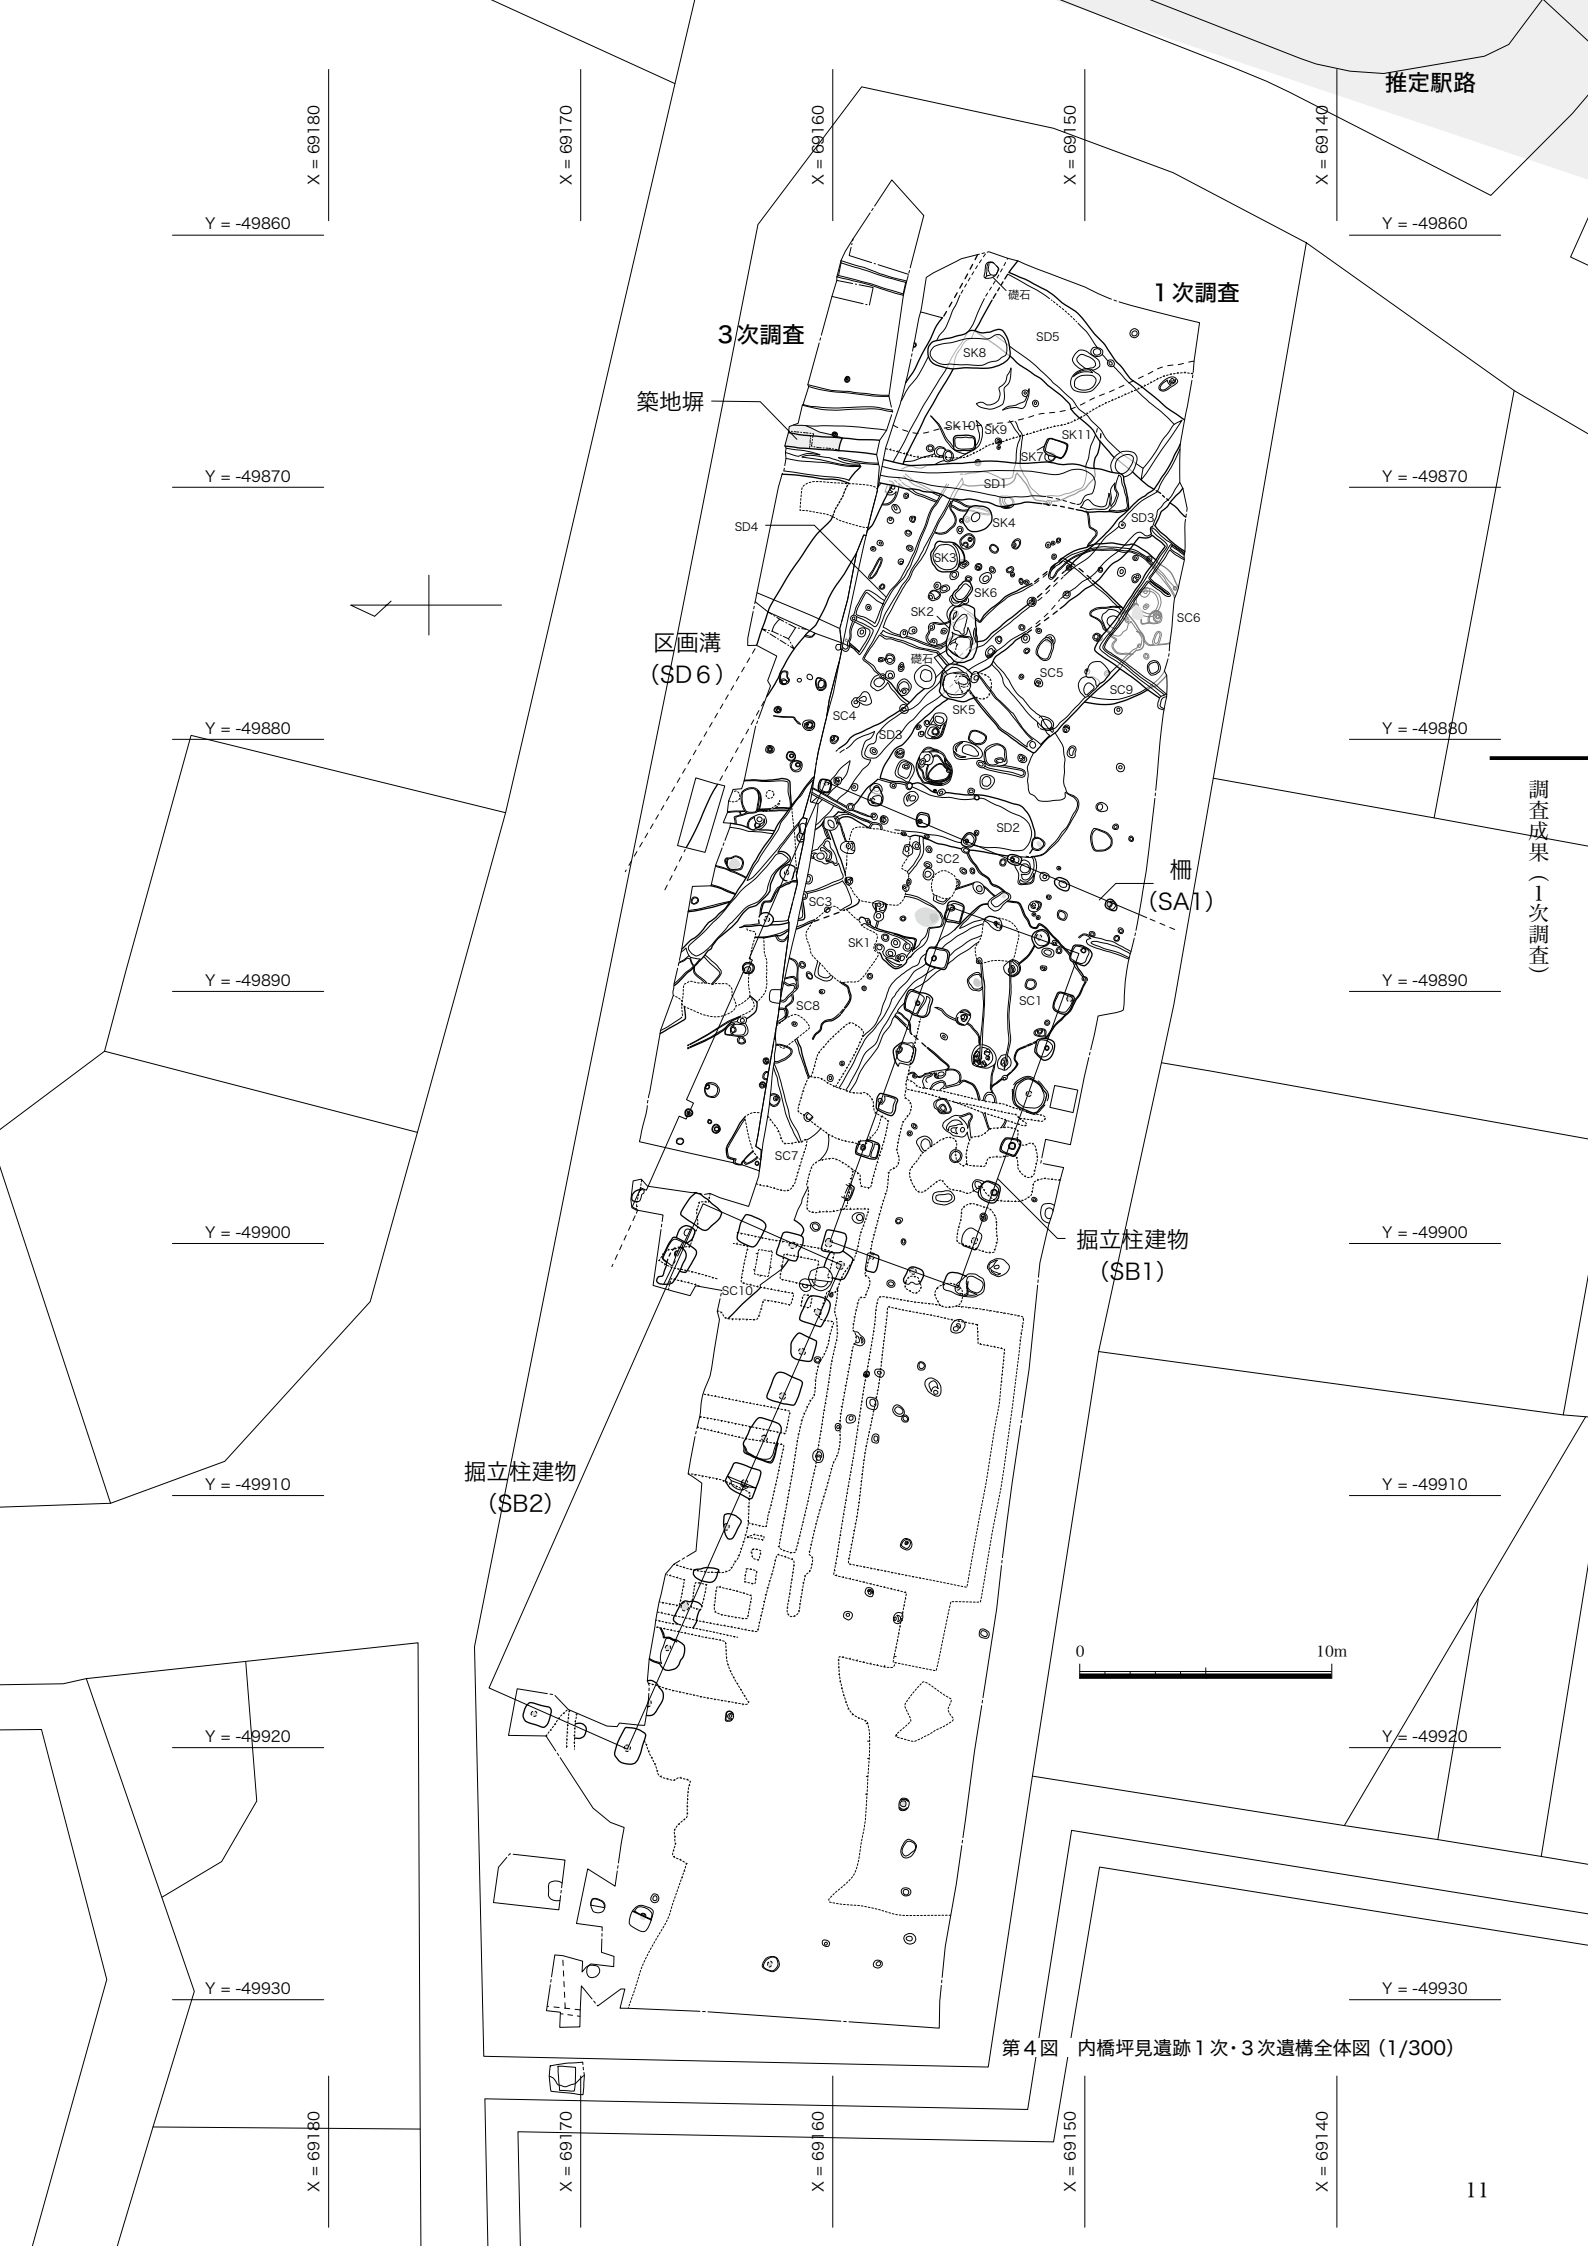 推定駅路
X = 69180
X = 69170
X = 69160
X = 69150
X = 69140
Y = -49860
Y = -49860
1次調査
礎石
3次調査
SD5
SK8
築地塀
SK10
SK9
SK11
SK7
Y = -49870
Y = -49870
SD1
SD4
SK4
SD3
SK3
SK6
SK2
SC6
区画溝
（SD6）
礎石
SC5
SC9
SC4
SK5
SD3
Y = -49880
Y = -49880
調査成果（1次調査）
SD2
SC2
柵
（SA1）
SC3
SK1
Y = -49890
Y = -49890
SC8
SC1
SC7
Y = -49900
Y = -49900
掘立柱建物
（SB1）
SC10
掘立柱建物
（SB2）
Y = -49910
Y = -49910
0 10m
Y = -49920
Y = -49920
Y = -49930
Y = -49930
第4図　内橋坪見遺跡1次・3次遺構全体図（1/300）
X = 69180
X = 69170
X = 69160
X = 69150
X = 69140
11